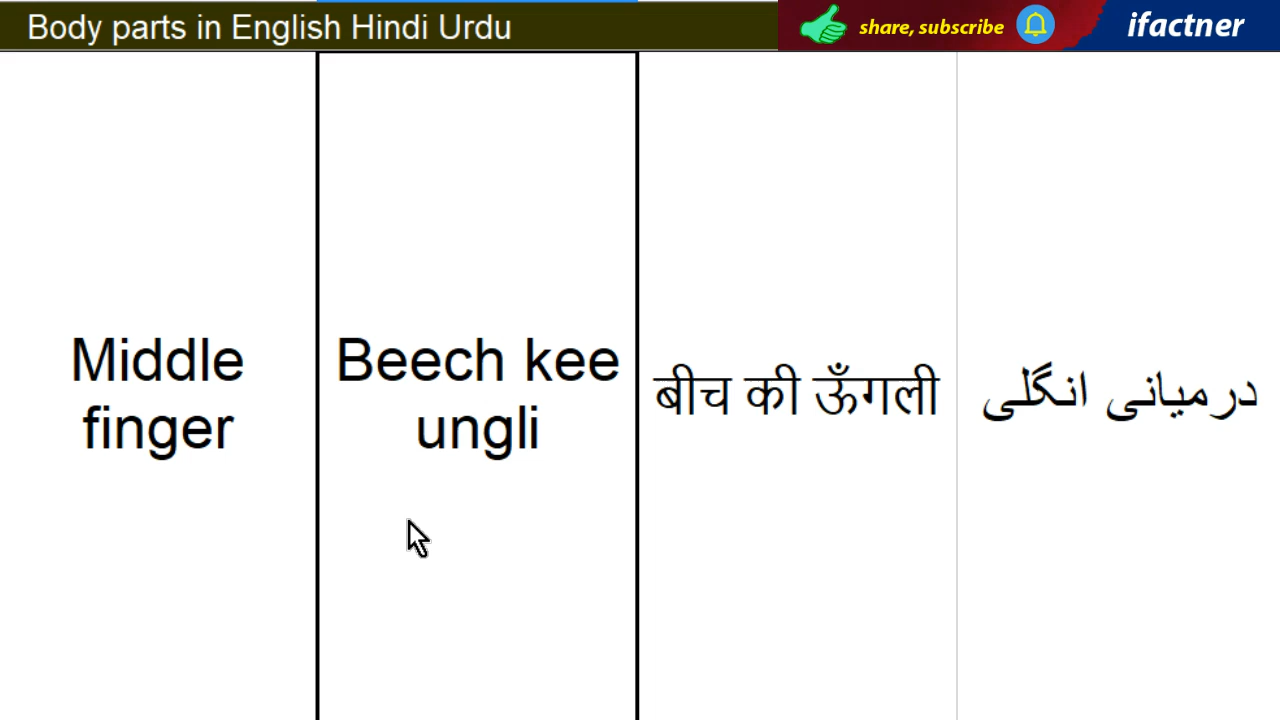 Body parts in English Hindi Urdu
share, subscribe
ifactner
Middle
finger
Beech kee
ungli
बीच की ऊँगली
درمیانی انگلی